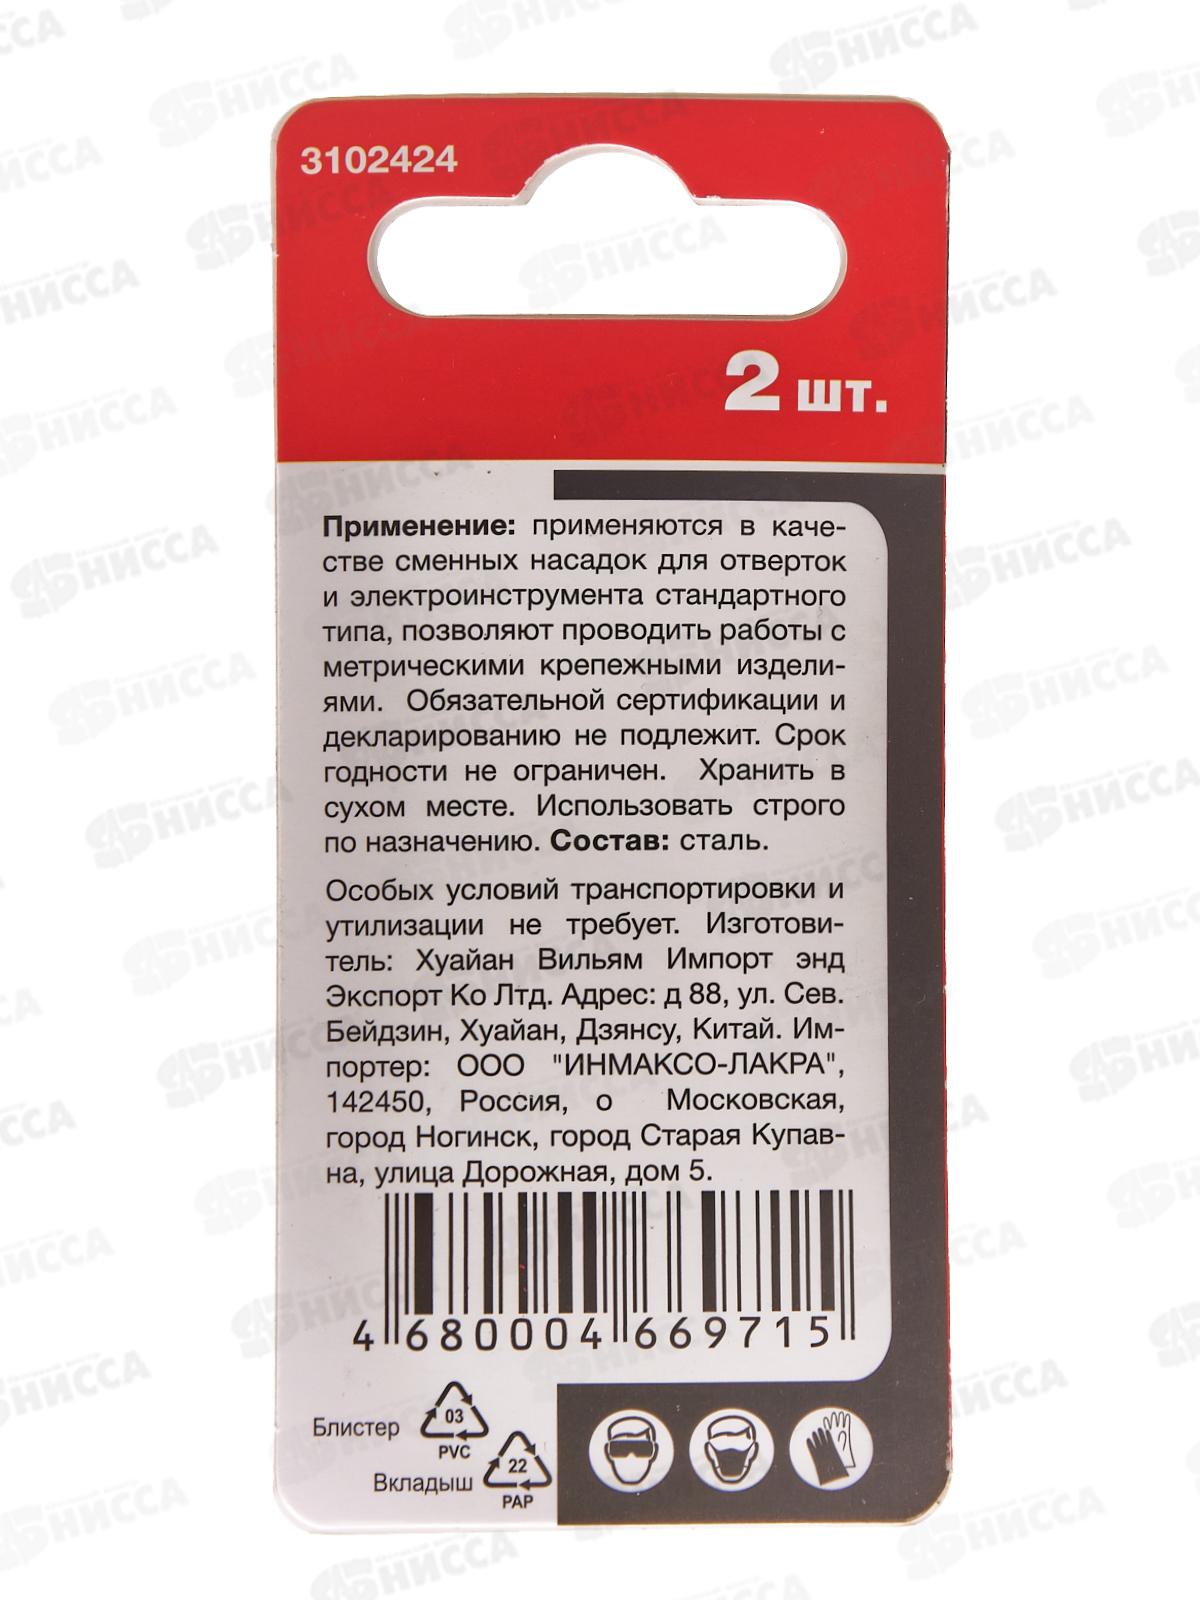 3102424
2 шт.
Применение: применяются в каче-
стве сменных насадок для отверток
и электроинструмента стандартного
типа, позволяют проводить работы с
метрическими крепежными издели-
ями. Обязательной сертификации и
декларированию не подлежит. Срок
годности не ограничен. Хранить в
сухом месте. Использовать строго
по назначению. Состав: сталь.
Особых условий транспортировки и
утилизации не требует. Изготови-
тель: Хуайан Вильям Импорт энд
Экспорт Ко Лтд. Адрес: д 88, ул. Сев.
Бейдзин, Хуайан, Дзянсу, Китай. Им-
портер: ООО "ИНМАКСО-ЛАКРА",
142450, Россия, о Московская,
город Ногинск, город Старая Купав-
на, улица Дорожная, дом 5.
4 680004 669715
Блистер
03
PVC
Вкладыш
22
PAP
НИССА